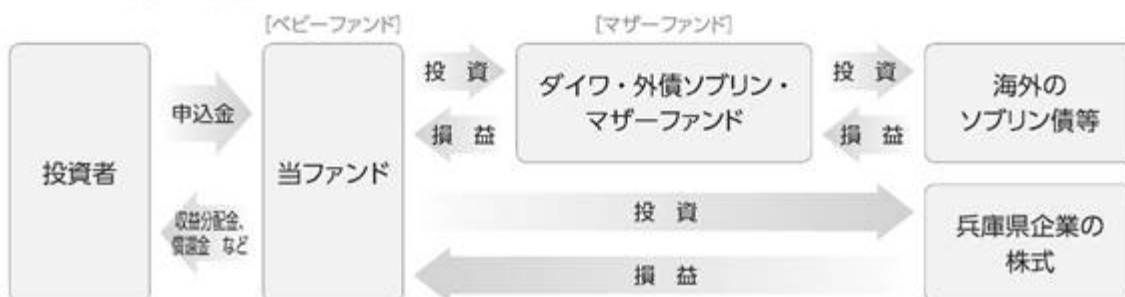 [ベビーファンド]
[マザーファンド]
投資者
申込金
収益分配金、
償還金 など
当ファンド
投 資
損 益
ダイワ・外債ソブリン・
マザーファンド
投 資
損 益
海外の
ソブリン債等
投 資
損 益
兵庫県企業の
株式